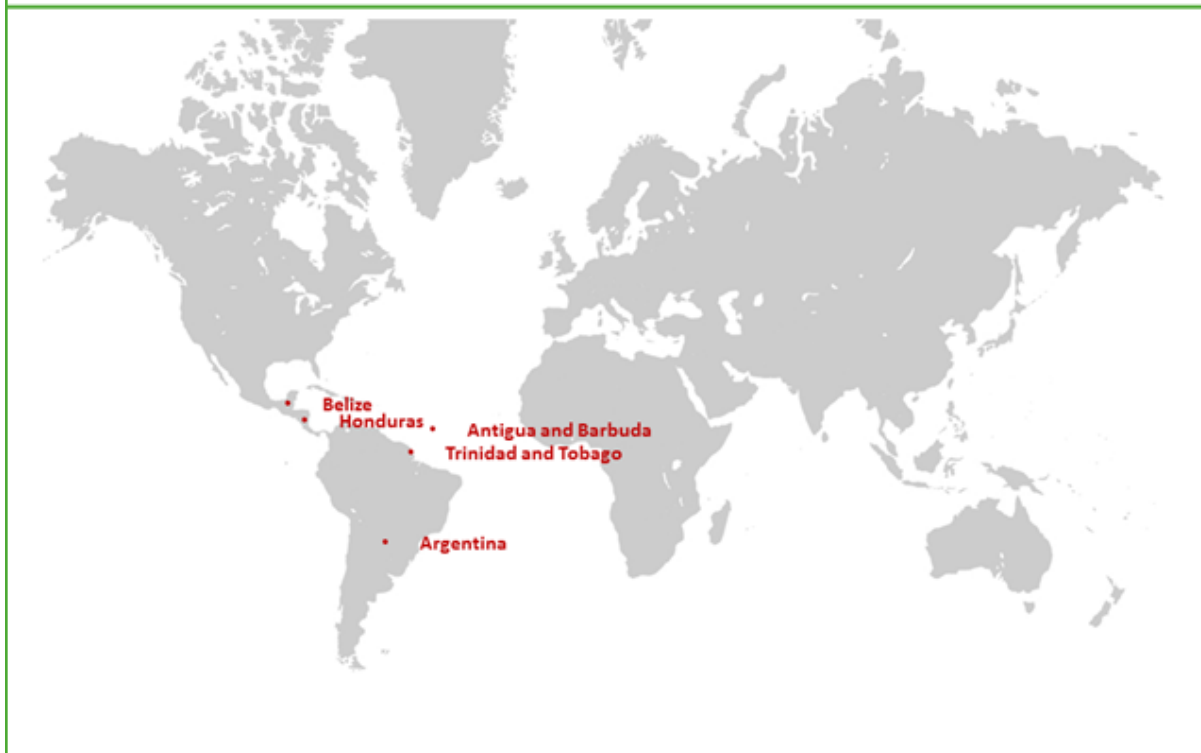 Belize
Honduras
Antigua and Barbuda
Trinidad and Tobago
Argentina